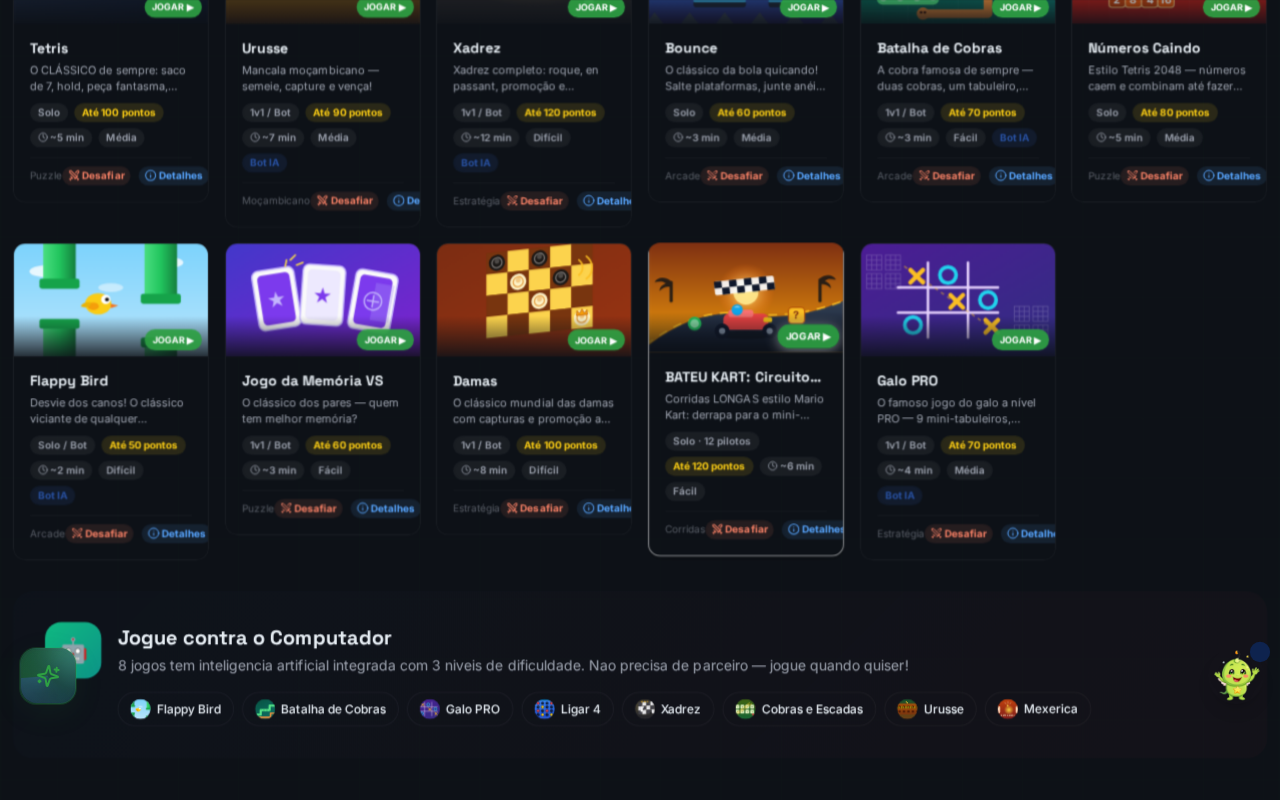 JOGAR ▶ JOGAR ▶ JOGAR ▶ JOGAR ▶ JOGAR ▶ JOGAR ▶
Tetris
O CLÁSSICO de sempre: saco
de 7, hold, peça fantasma,...
Solo Até 100 pontos
~5 min Média
Puzzle Desafiar Detalhes
Urusse
Mancala moçambicano —
semeie, capture e vença!
1v1 / Bot Até 90 pontos
~7 min Média
Bot IA
Moçambicano Desafiar De
Xadrez
Xadrez completo: roque, en
passant, promoção e...
1v1 / Bot Até 120 pontos
~12 min Difícil
Bot IA
Estratégia Desafiar Detalh
Bounce
O clássico da bola quicando!
Salte plataformas, junte anéi...
Solo Até 60 pontos
~3 min Média
Arcade Desafiar Detalhes
Batalha de Cobras
A cobra famosa de sempre —
duas cobras, um tabuleiro,...
1v1 / Bot Até 70 pontos
~3 min Fácil Bot IA
Arcade Desafiar Detalhes
Números Caindo
Estilo Tetris 2048 — números
caem e combinam até fazer...
Solo Até 80 pontos
~5 min Média
Puzzle Desafiar Detalhes
JOGAR ▶
Flappy Bird
Desvie dos canos! O clássico
viciante de qualquer...
Solo / Bot Até 50 pontos
~2 min Difícil
Bot IA
Arcade Desafiar Detalhes
JOGAR ▶
Jogo da Memória VS
O clássico dos pares — quem
tem melhor memória?
1v1 / Bot Até 60 pontos
~3 min Fácil
Puzzle Desafiar Detalhes
JOGAR ▶
Damas
O clássico mundial das damas
com capturas e promoção a...
1v1 / Bot Até 100 pontos
~8 min Difícil
Estratégia Desafiar Detalh
?
JOGAR ▶
BATEU KART: Circuito...
Corridas LONGAS estilo Mario
Kart: derrapa para o mini-...
Solo · 12 pilotos
Até 120 pontos ~6 min
Fácil
Corridas Desafiar Detalhes
JOGAR ▶
Galo PRO
O famoso jogo do galo a nível
PRO — 9 mini-tabuleiros,...
1v1 / Bot Até 70 pontos
~4 min Média
Bot IA
Estratégia Desafiar Detalh
Jogue contra o Computador
8 jogos tem inteligencia artificial integrada com 3 niveis de dificuldade. Nao precisa de parceiro — jogue quando quiser!
Flappy Bird Batalha de Cobras Galo PRO Ligar 4 Xadrez Cobras e Escadas Urusse Mexerica